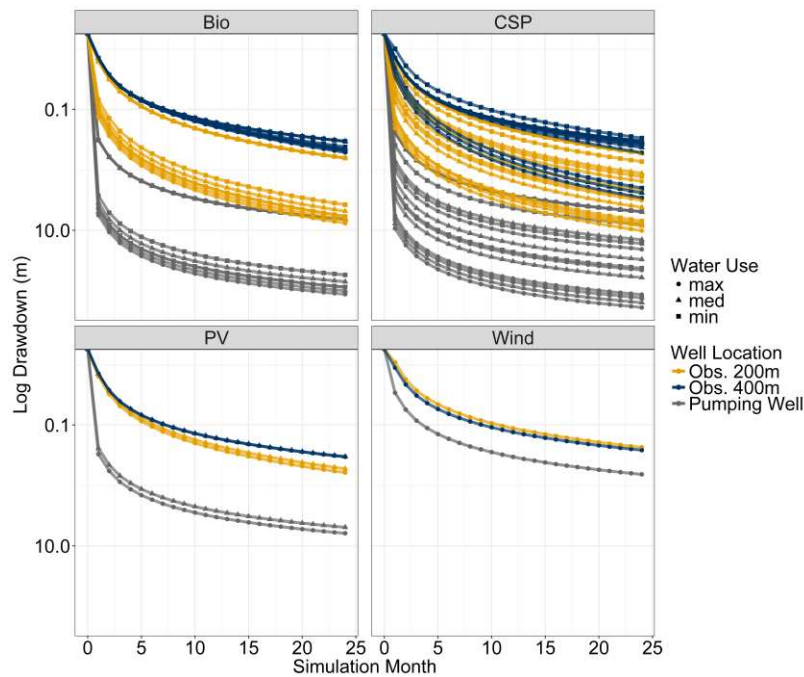 Bio
CSP
0.1
10.0
PV
Wind
0.1
10.0
Log Drawdown (m)
0 5 10 15 20 25 0 5 10 15 20 25
Simulation Month
Water Use
max
med
min
Well Location
Obs. 200m
Obs. 400m
Pumping Well